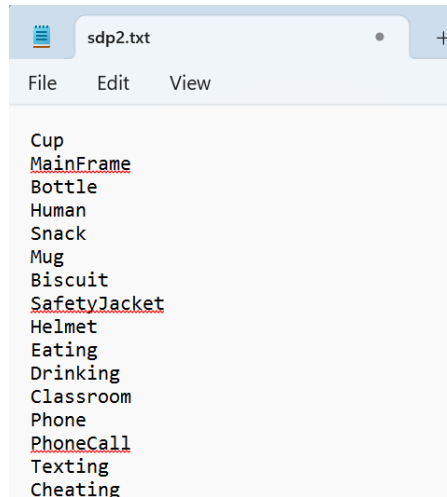 sdp2.txt
File Edit View
Cup
MainFrame
Bottle
Human
Snack
Mug
Biscuit
SafetyJacket
Helmet
Eating
Drinking
Classroom
Phone
PhoneCall
Texting
Cheating